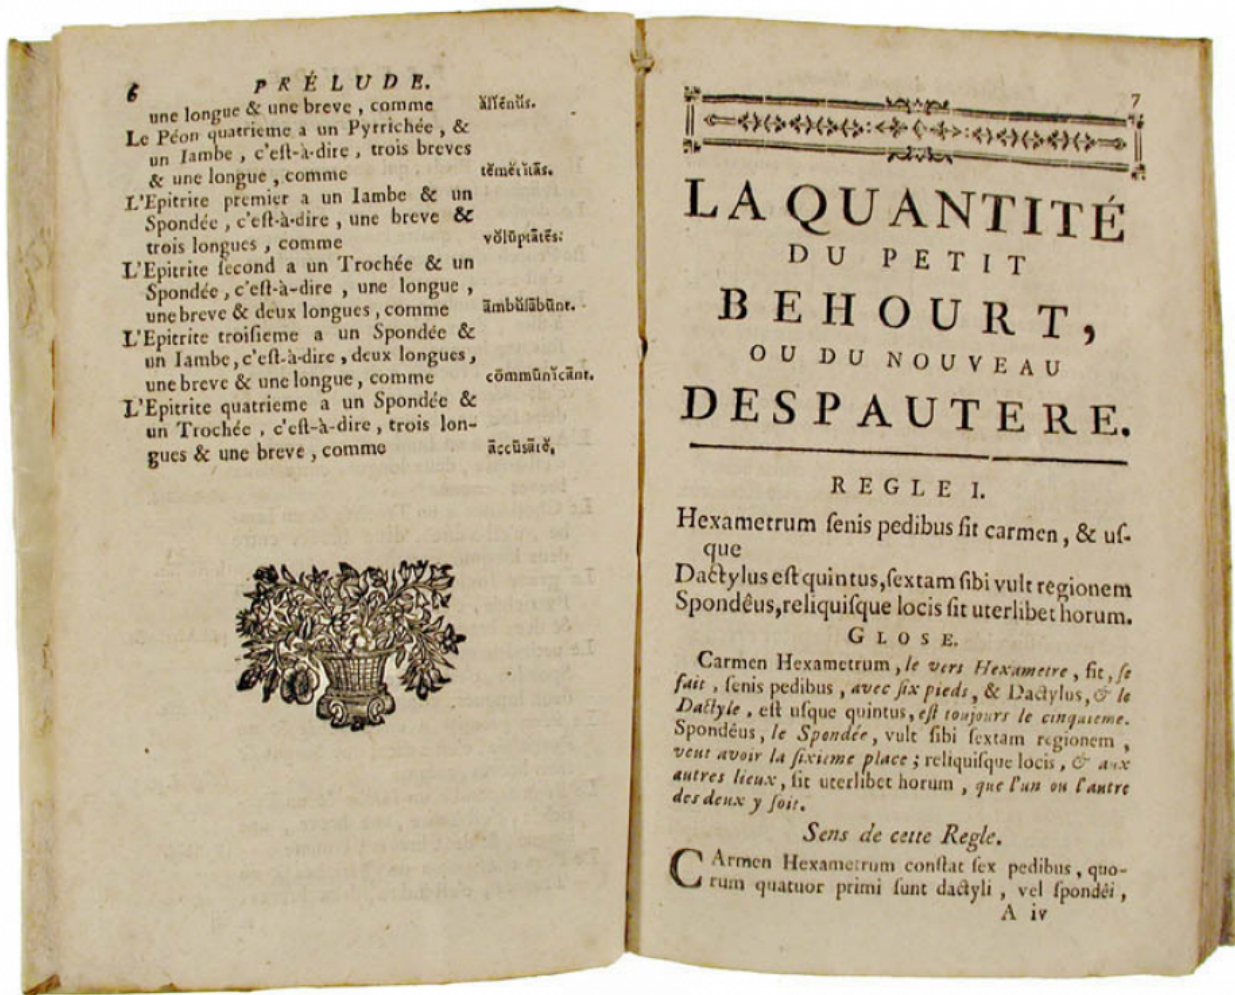 6 PRÉLUDE.
une longue & une breve, comme ălĭēnŭs.
Le Péon quatrieme a un Pyrrichée, &
un Iambe, c'eſt-à-dire, trois breves
& une longue, comme tĕmĕrĭtās.
L'Epitrite premier a un Iambe & un
Spondée, c'eſt-à-dire, une breve &
trois longues, comme vŏlūptātēs.
L'Epitrite ſecond a un Trochée & un
Spondée, c'eſt-à-dire, une longue,
une breve & deux longues, comme āmbŭlābūnt.
L'Epitrite troiſieme a un Spondée &
un Iambe, c'eſt-à-dire, deux longues,
une breve & une longue, comme cōmmūnĭcānt.
L'Epitrite quatrieme a un Spondée &
un Trochée, c'eſt-à-dire, trois lon-
gues & une breve, comme āccūsātŏ.
7
LA QUANTITÉ
DU PETIT
BEHOURT,
OU DU NOUVEAU
DESPAUTERE.
REGLE I.
Hexametrum ſenis pedibus fit carmen, & uſ-
que
Dactylus eſt quintus, ſextam ſibi vult regionem
Spondêus, reliquiſque locis ſit uterlibet horum.
GLOSE.
Carmen Hexametrum, le vers Hexametre, fit, ſe
fait, ſenis pedibus, avec ſix pieds, & Dactylus, & le
Dactyle, eſt uſque quintus, eſt toujours le cinquieme.
Spondêus, le Spondée, vult ſibi ſextam regionem,
veut avoir la ſixieme place; reliquiſque locis, & aux
autres lieux, ſit uterlibet horum, que l'un ou l'autre
des deux y ſoit.
Sens de cette Regle.
CArmen Hexametrum conſtat ſex pedibus, quo-
rum quatuor primi ſunt dactyli, vel ſpondêi,
A iv